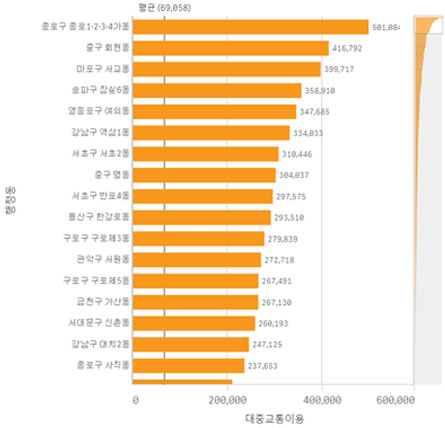 평균 (69,058)
종로구 종로1·2·3·4가동 501,084
중구 회현동 416,792
마포구 서교동 399,717
송파구 잠실6동 358,910
영등포구 여의동 347,685
강남구 역삼1동 334,033
서초구 서초2동 310,446
중구 명동 304,037
서초구 반포4동 297,575
용산구 한강로동 293,510
구로구 구로제3동 279,839
관악구 서원동 272,718
구로구 구로제5동 267,491
금천구 가산동 267,130
서대문구 신촌동 260,193
강남구 대치2동 247,125
종로구 사직동 237,653
행정동
0 200,000 400,000 600,000
대중교통이용